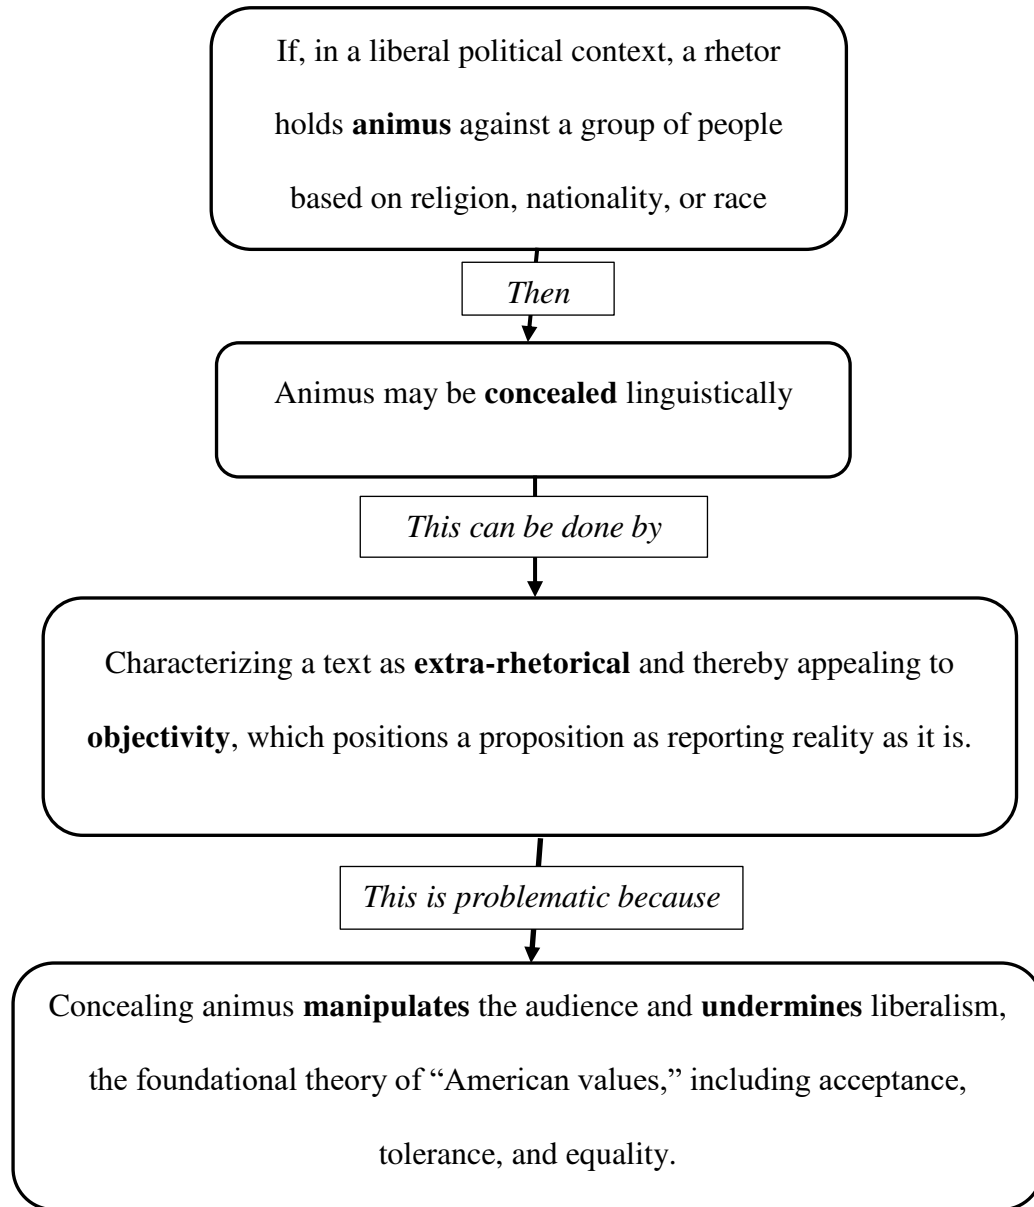 If, in a liberal political context, a rhetor
holds animus against a group of people
based on religion, nationality, or race
Then
Animus may be concealed linguistically
This can be done by
Characterizing a text as extra-rhetorical and thereby appealing to
objectivity, which positions a proposition as reporting reality as it is.
This is problematic because
Concealing animus manipulates the audience and undermines liberalism,
the foundational theory of “American values,” including acceptance,
tolerance, and equality.